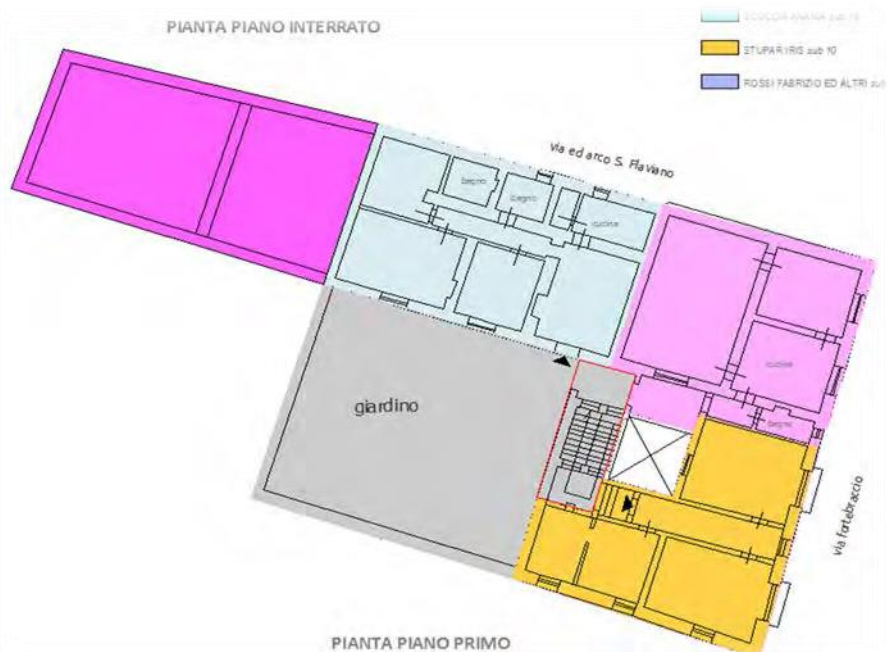 PIANTA PIANO INTERRATO
STUPAR IRIS sub 10
ROSSI FABRIZIO ED ALTRI sub
via ed arco S. Flaviano
bagno
bagno
cucina
cucina
bagno
giardino
via fortebraccio
PIANTA PIANO PRIMO